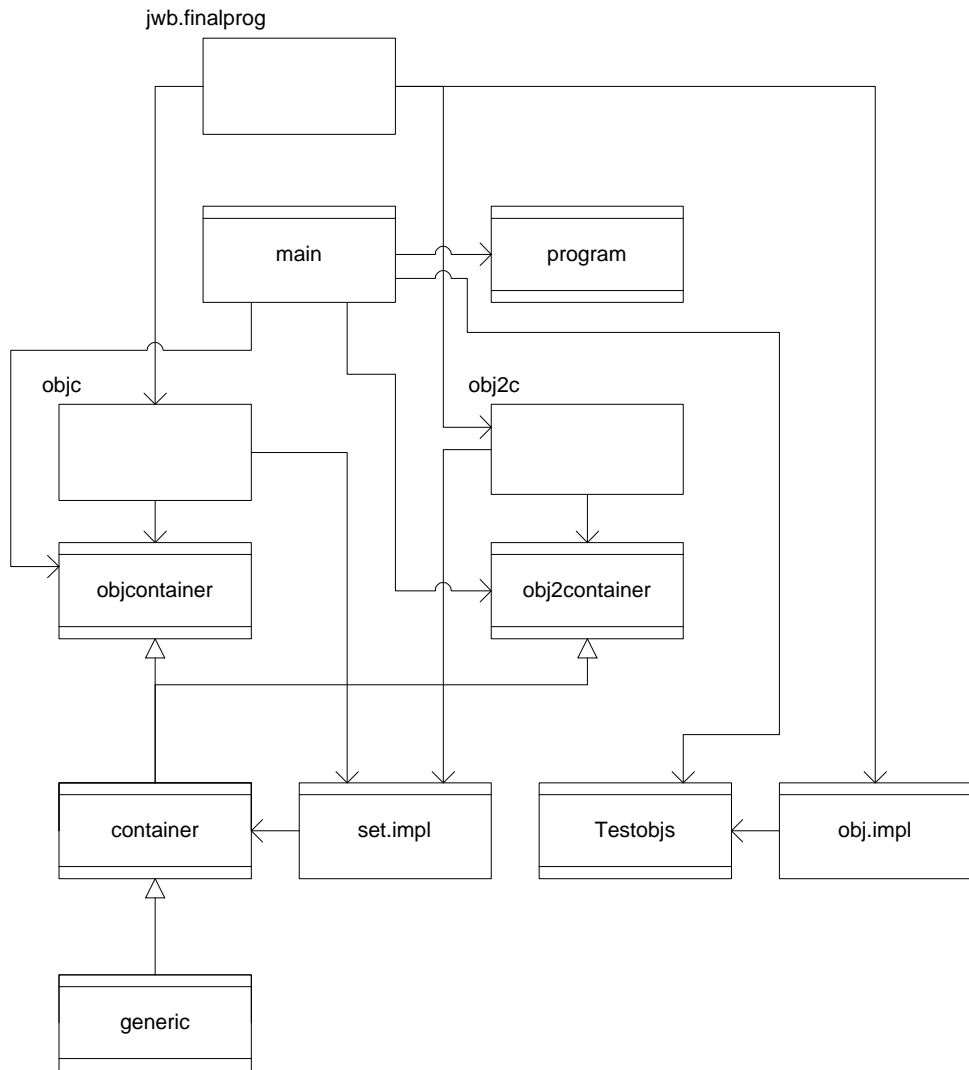 jwb.finalprog
main
program
objc
obj2c
objcontainer
obj2container
container
set.impl
Testobjs
obj.impl
generic